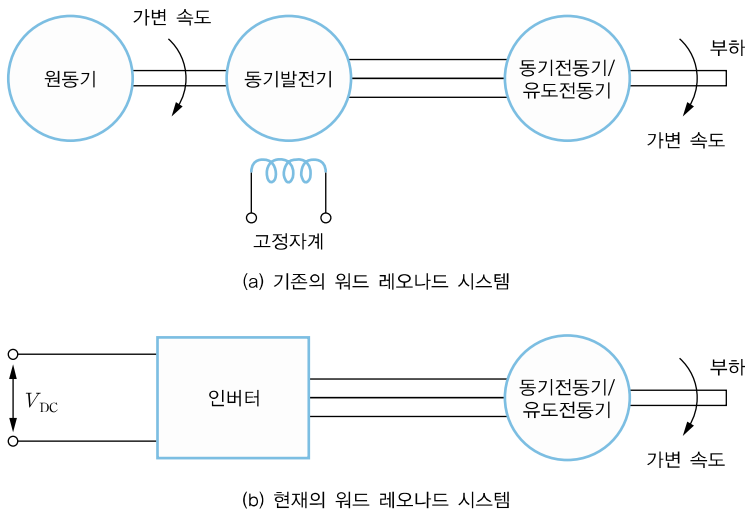 가변 속도
원동기
동기발전기
동기전동기/
유도전동기
부하
가변 속도
고정자계
(a) 기존의 워드 레오나드 시스템
V_DC
인버터
동기전동기/
유도전동기
부하
가변 속도
(b) 현재의 워드 레오나드 시스템